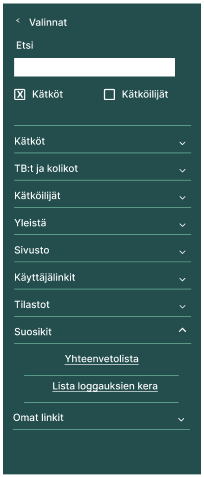 < Valinnat
Etsi
X Kätköt
Kätköilijät
Kätköt
TB:t ja kolikot
Kätköilijät
Yleistä
Sivusto
Käyttäjälinkit
Tilastot
Suosikit
Yhteenvetolista
Lista loggauksien kera
Omat linkit